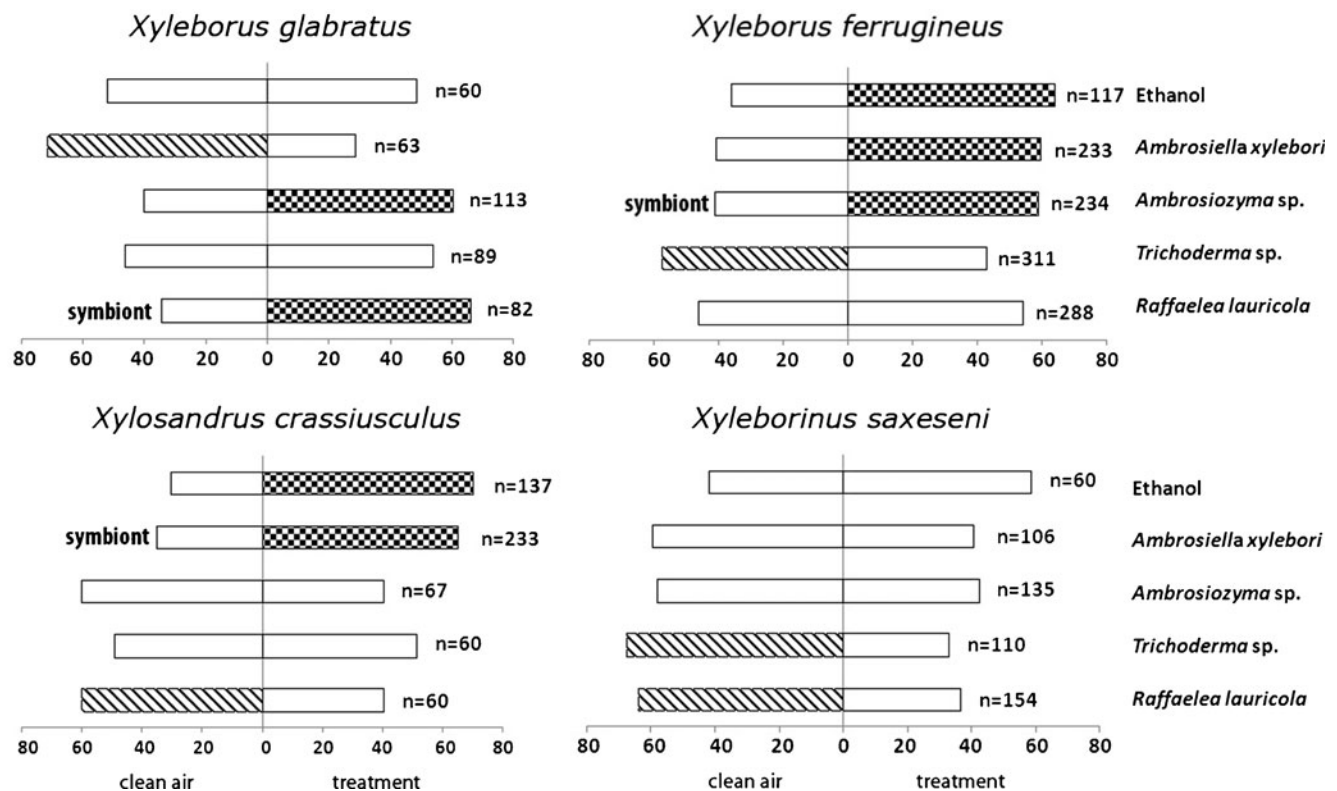 Xyleborus glabratus
n=60
n=63
n=113
n=89
symbiont n=82
80 60 40 20 0 20 40 60 80
Xyleborus ferrugineus
n=117 Ethanol
n=233 Ambrosiella xylebori
symbiont n=234 Ambrosiozyma sp.
n=311 Trichoderma sp.
n=288 Raffaelea lauricola
80 60 40 20 0 20 40 60 80
Xylosandrus crassiusculus
n=137
symbiont n=233
n=67
n=60
n=60
80 60 40 20 0 20 40 60 80
clean air treatment
Xyleborinus saxeseni
n=60 Ethanol
n=106 Ambrosiella xylebori
n=135 Ambrosiozyma sp.
n=110 Trichoderma sp.
n=154 Raffaelea lauricola
80 60 40 20 0 20 40 60 80
clean air treatment